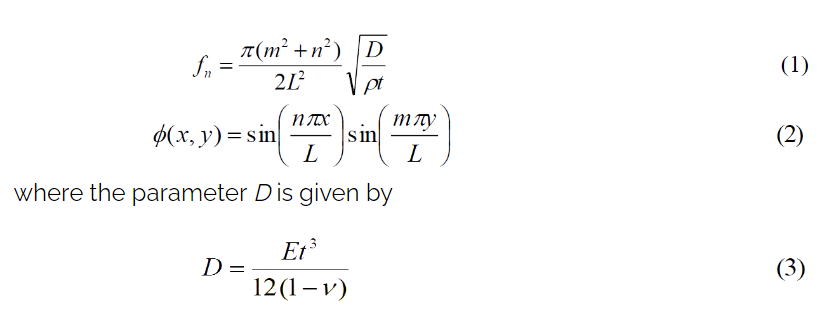 fₙ = π(m² + n²) / 2L² √(D / ρt) (1)
ϕ(x, y) = sin(nπx / L) sin(mπy / L) (2)
where the parameter D is given by
D = Et³ / 12(1 − ν) (3)